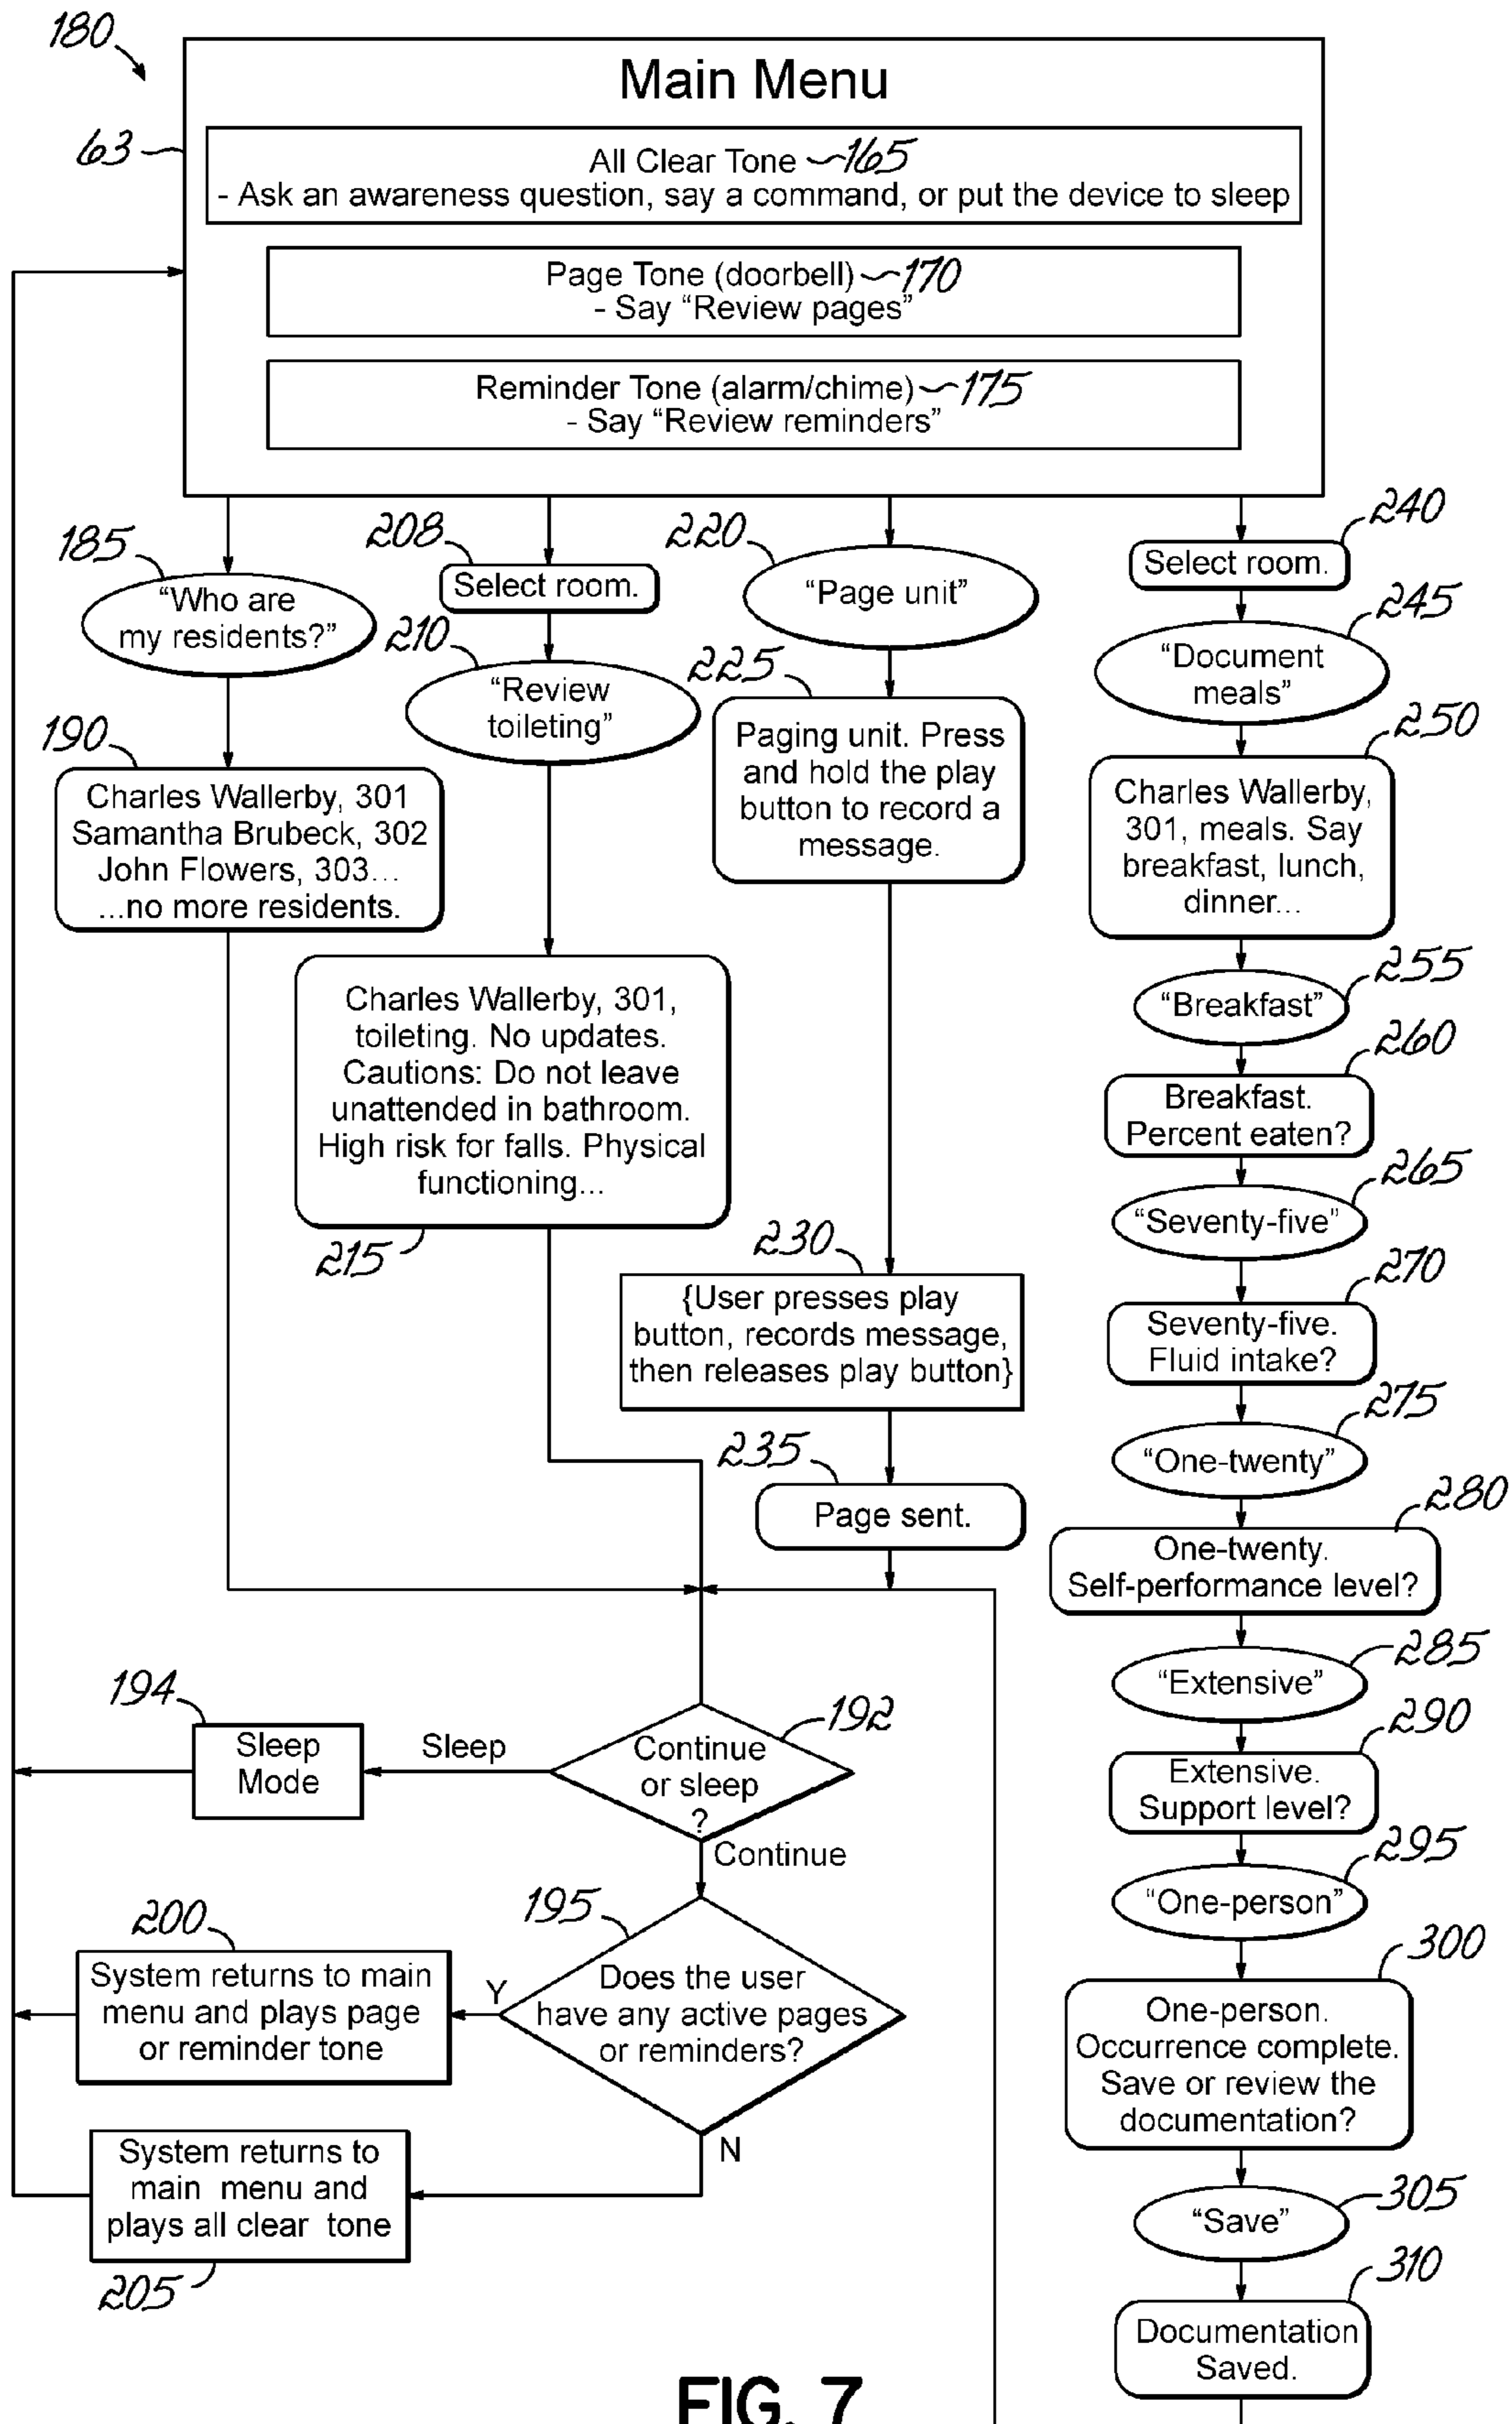 180
63
Main Menu
All Clear Tone 165
- Ask an awareness question, say a command, or put the device to sleep
Page Tone (doorbell) 170
- Say “Review pages”
Reminder Tone (alarm/chime) 175
- Say “Review reminders”
185
“Who are
my residents?”
190
Charles Wallerby, 301
Samantha Brubeck, 302
John Flowers, 303...
...no more residents.
208
Select room.
210
“Review
toileting”
Charles Wallerby, 301,
toileting. No updates.
Cautions: Do not leave
unattended in bathroom.
High risk for falls. Physical
functioning...
215
220
“Page unit”
225
Paging unit. Press
and hold the play
button to record a
message.
230
{User presses play
button, records message,
then releases play button}
235
Page sent.
240
Select room.
245
“Document
meals”
250
Charles Wallerby,
301, meals. Say
breakfast, lunch,
dinner...
255
“Breakfast”
260
Breakfast.
Percent eaten?
265
“Seventy-five”
270
Seventy-five.
Fluid intake?
275
“One-twenty”
280
One-twenty.
Self-performance level?
285
“Extensive”
290
Extensive.
Support level?
295
“One-person”
300
One-person.
Occurrence complete.
Save or review the
documentation?
305
“Save”
310
Documentation
Saved.
192
Continue
or sleep
?
Sleep
194
Sleep
Mode
Continue
195
Does the user
have any active pages
or reminders?
Y
200
System returns to main
menu and plays page
or reminder tone
N
System returns to
main menu and
plays all clear tone
205
FIG. 7